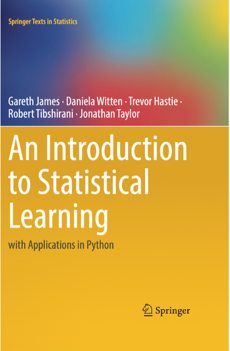 Springer Texts in Statistics
Gareth James · Daniela Witten · Trevor Hastie ·
Robert Tibshirani · Jonathan Taylor
An Introduction
to Statistical
Learning
with Applications in Python
Springer